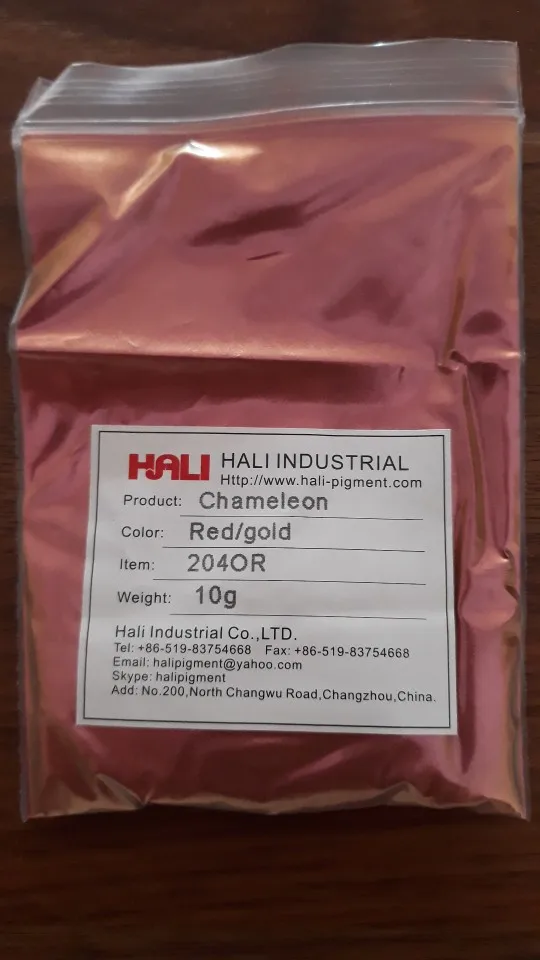 HALI HALI INDUSTRIAL
Http://www.hali-pigment.com
Product: Chameleon
Color: Red/gold
Item: 204OR
Weight: 10g
Hali Industrial Co.,LTD.
Tel: +86-519-83754668 Fax: +86-519-83754668
Email: halipigment@yahoo.com
Skype: halipigment
Add: No.200,North Changwu Road,Changzhou,China.